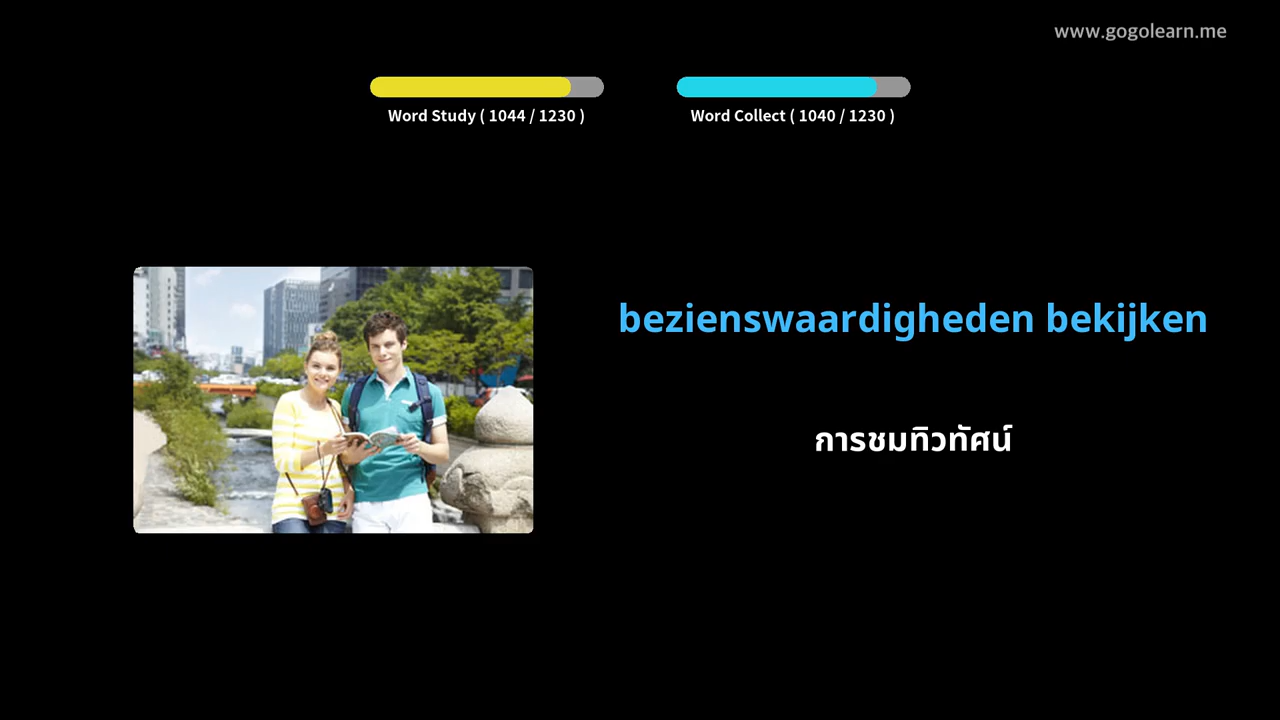 www.gogolearn.me
Word Study ( 1044 / 1230 )
Word Collect ( 1040 / 1230 )
bezienswaardigheden bekijken
การชมทิวทัศน์